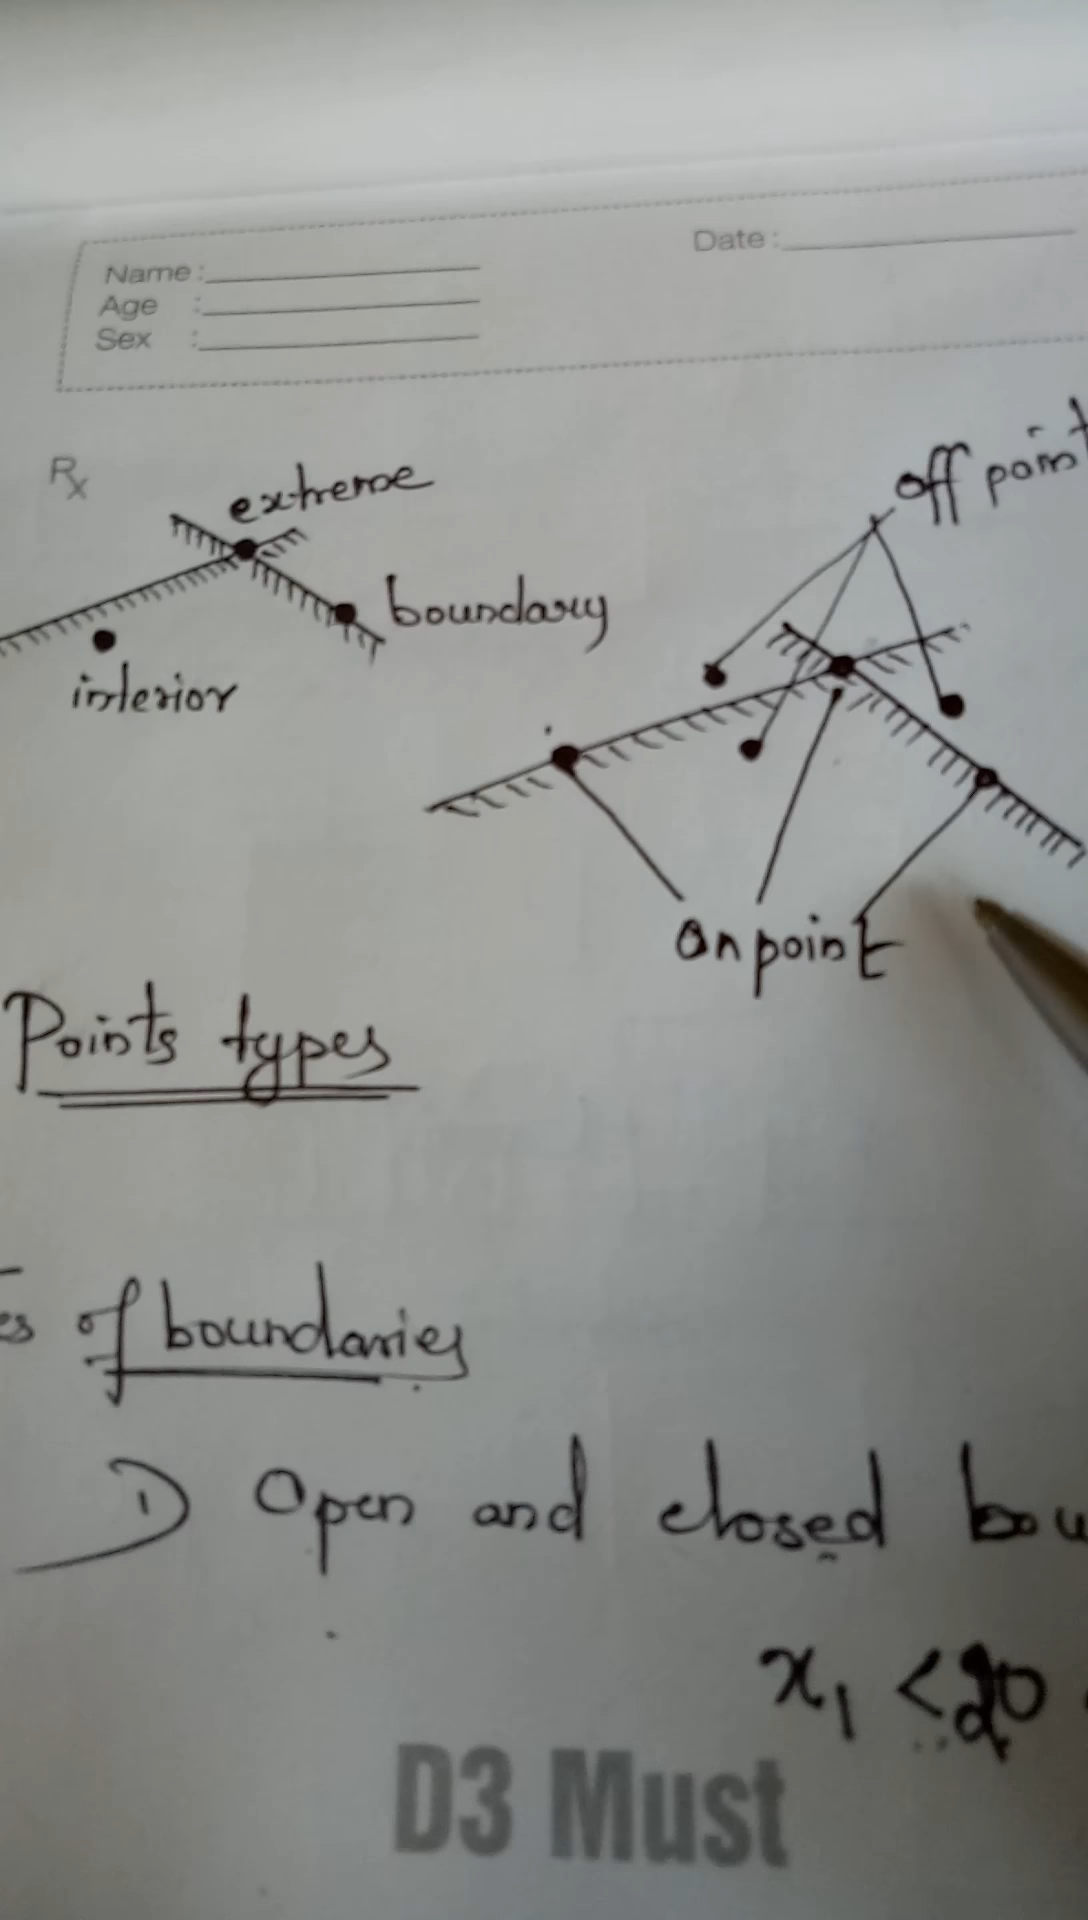 Name :
Date :
Age :
Sex :
Rx
extreme
boundary
interior
off point
On point
Points types
of boundaries
1) Open and closed
x1 < 20
D3 Must